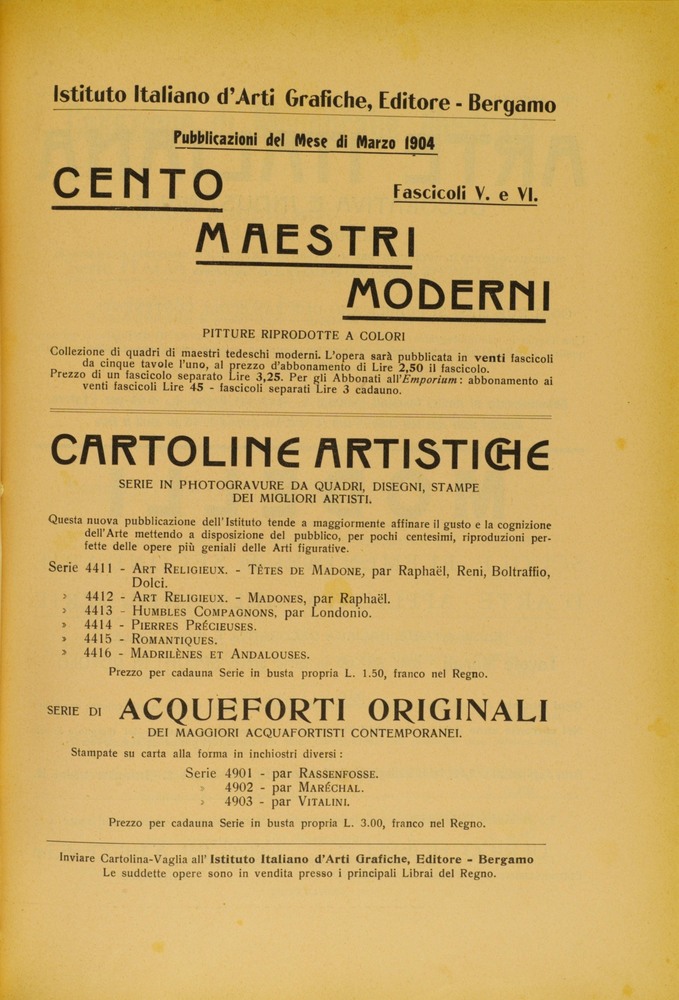 Istituto Italiano d'Arti Grafiche, Editore - Bergamo
Pubblicazioni del Mese di Marzo 1904
CENTO
Fascicoli V. e VI.
MAESTRI
MODERNI
PITTURE RIPRODOTTE A COLORI
Collezione di quadri di maestri tedeschi moderni. L'opera sarà pubblicata in venti fascicoli
da cinque tavole l'uno, al prezzo d'abbonamento di Lire 2,50 il fascicolo.
Prezzo di un fascicolo separato Lire 3,25. Per gli Abbonati all'Emporium: abbonamento ai
venti fascicoli Lire 45 - fascicoli separati Lire 3 cadauno.
CARTOLINE ARTISTICHE
SERIE IN PHOTOGRAVURE DA QUADRI, DISEGNI, STAMPE
DEI MIGLIORI ARTISTI.
Questa nuova pubblicazione dell'Istituto tende a maggiormente affinare il gusto e la cognizione
dell'Arte mettendo a disposizione del pubblico, per pochi centesimi, riproduzioni per-
fette delle opere più geniali delle Arti figurative.
Serie 4411 - ART RELIGIEUX. - TÊTES DE MADONE, par Raphaël, Reni, Boltraffio,
Dolci.
» 4412 - ART RELIGIEUX. - MADONES, par Raphaël.
» 4413 - HUMBLES COMPAGNONS, par Londonio.
» 4414 - PIERRES PRÉCIEUSES.
» 4415 - ROMANTIQUES.
» 4416 - MADRILÈNES ET ANDALOUSES.
Prezzo per cadauna Serie in busta propria L. 1.50, franco nel Regno.
SERIE DI ACQUEFORTI ORIGINALI
DEI MAGGIORI ACQUAFORTISTI CONTEMPORANEI.
Stampate su carta alla forma in inchiostri diversi:
Serie 4901 - par RASSENFOSSE.
» 4902 - par MARÉCHAL.
» 4903 - par VITALINI.
Prezzo per cadauna Serie in busta propria L. 3.00, franco nel Regno.
Inviare Cartolina-Vaglia all' Istituto Italiano d'Arti Grafiche, Editore - Bergamo
Le suddette opere sono in vendita presso i principali Librai del Regno.